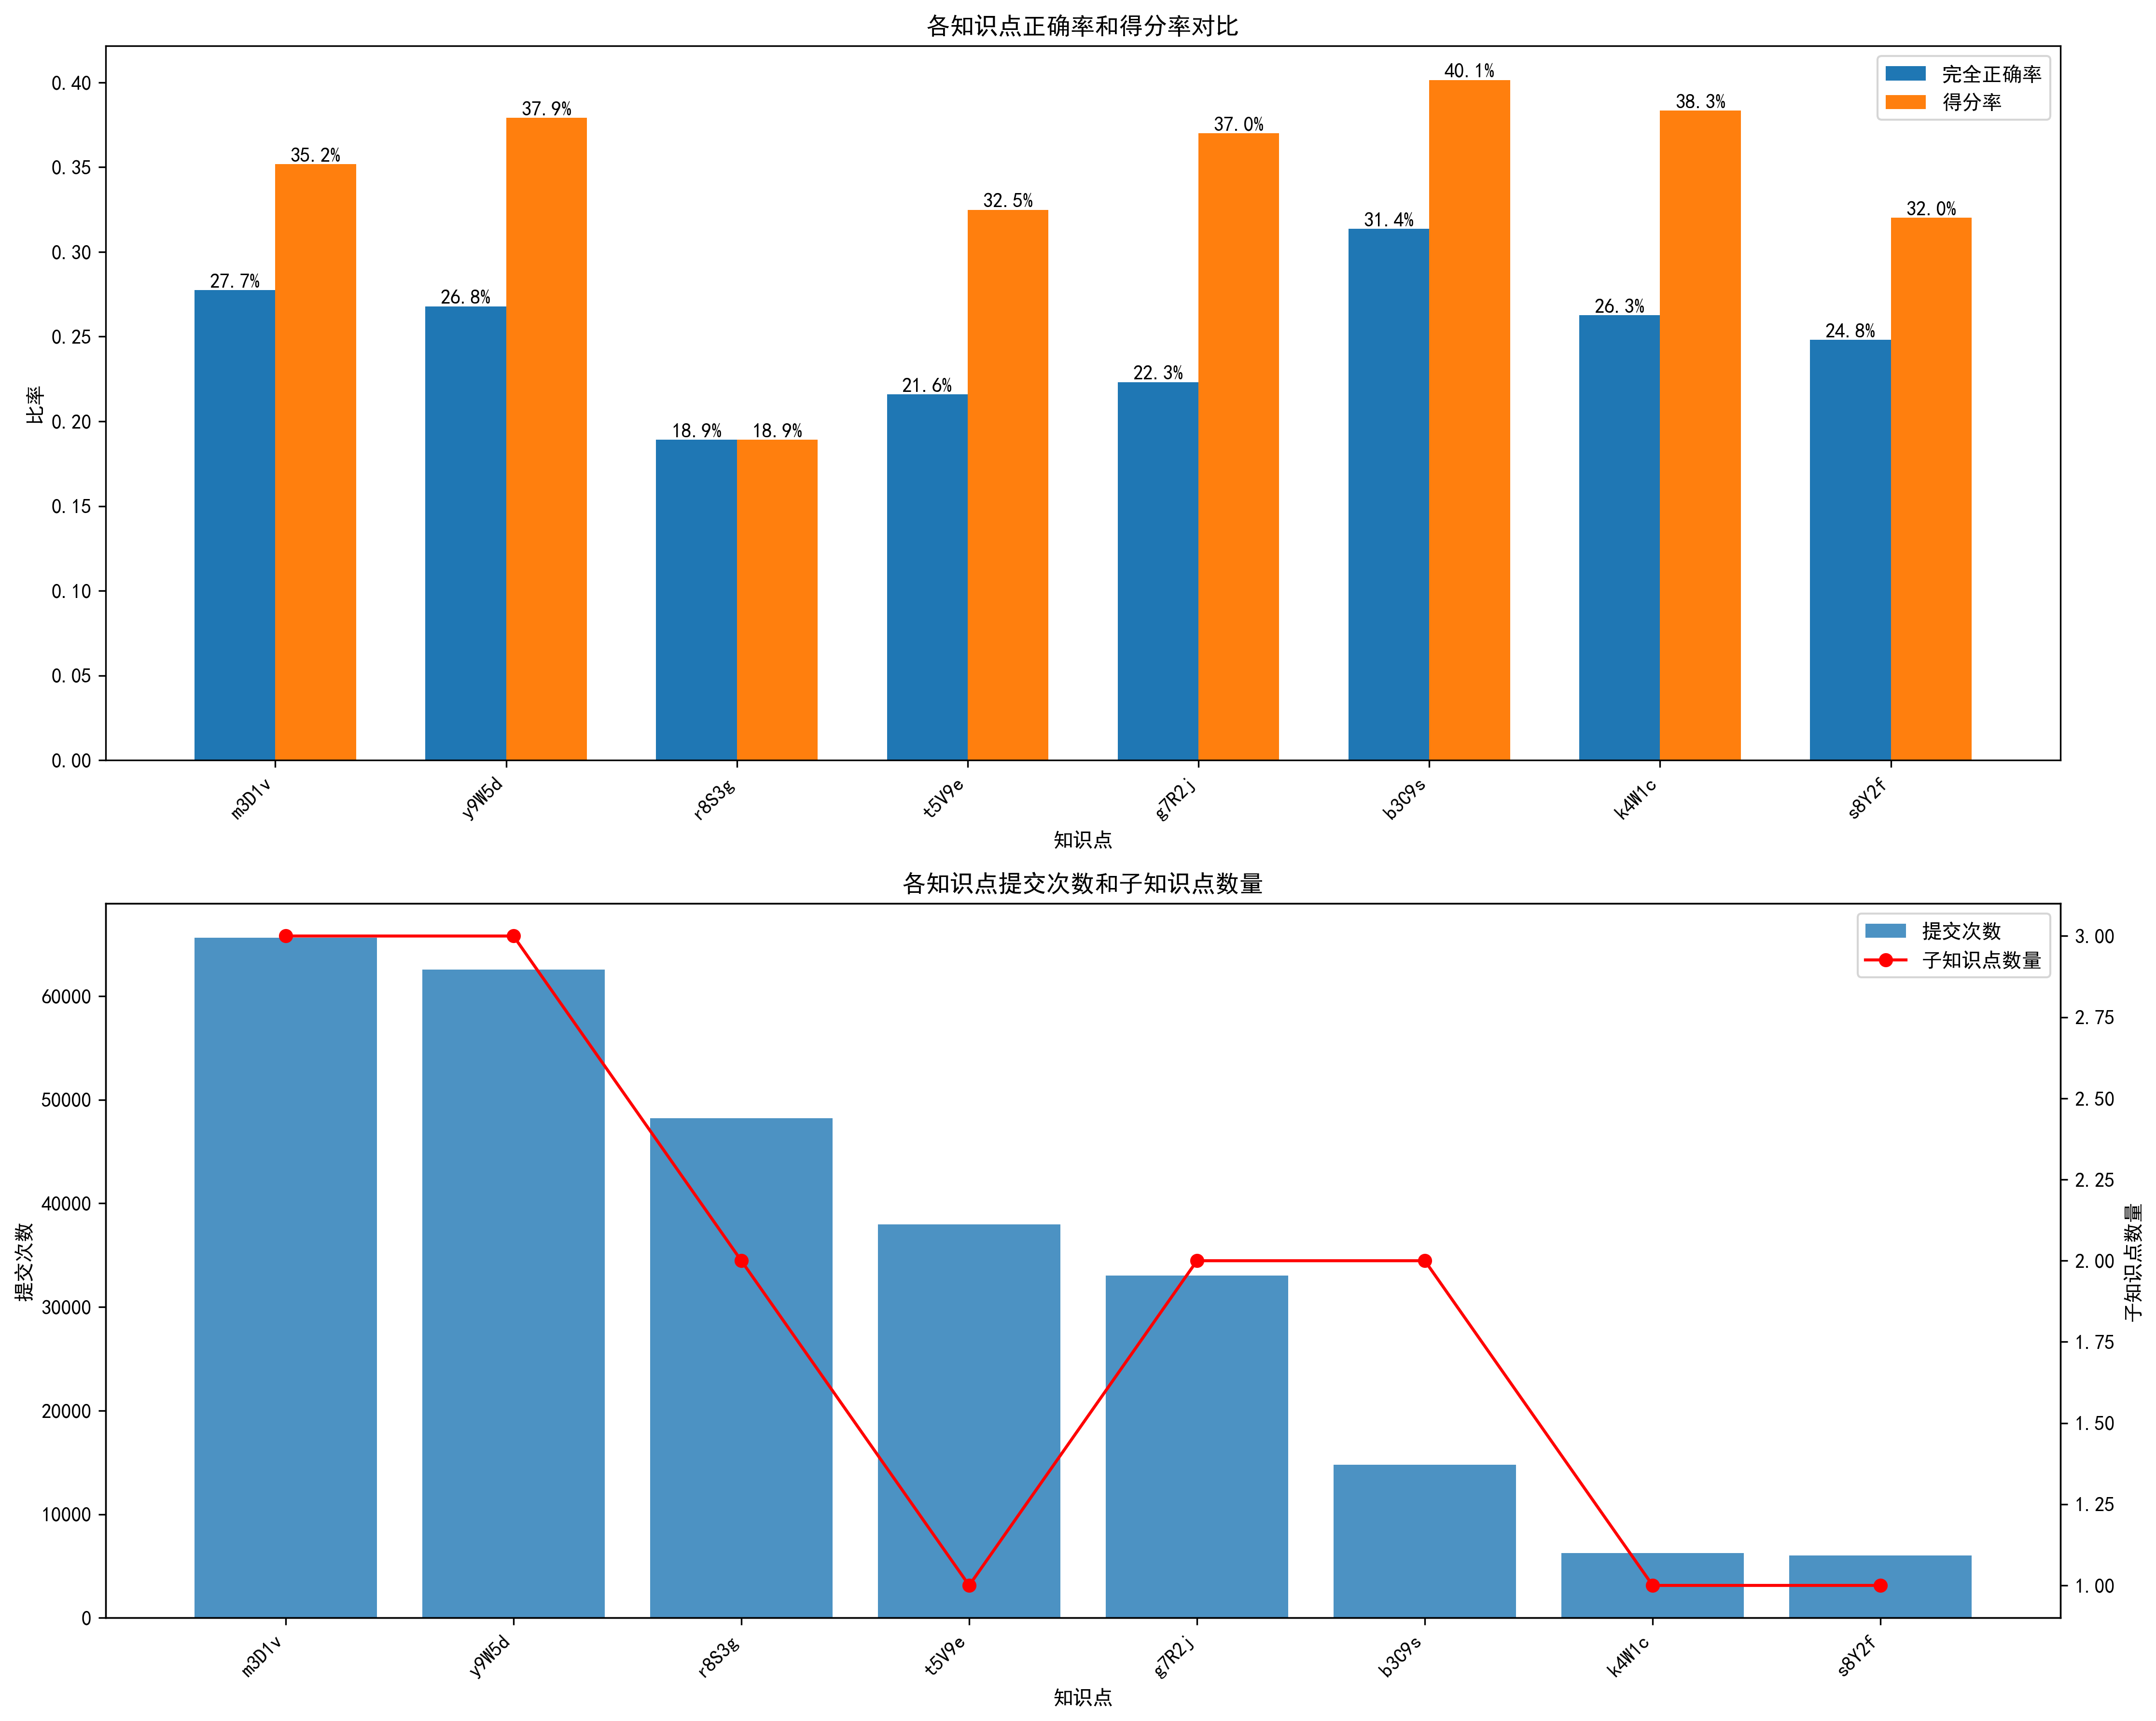 各知识点正确率和得分率对比
完全正确率
得分率
比率
0.40
0.35
0.30
0.25
0.20
0.15
0.10
0.05
0.00
27.7% 35.2%
26.8% 37.9%
18.9% 18.9%
21.6% 32.5%
22.3% 37.0%
31.4% 40.1%
26.3% 38.3%
24.8% 32.0%
m3D1v y9W5d r8S3g t5V9e g7R2j b3C9s k4W1c s8Y2f
知识点
各知识点提交次数和子知识点数量
提交次数
子知识点数量
提交次数
60000
50000
40000
30000
20000
10000
0
3.00
2.75
2.50
2.25
2.00
1.75
1.50
1.25
1.00
子知识点数量
m3D1v y9W5d r8S3g t5V9e g7R2j b3C9s k4W1c s8Y2f
知识点